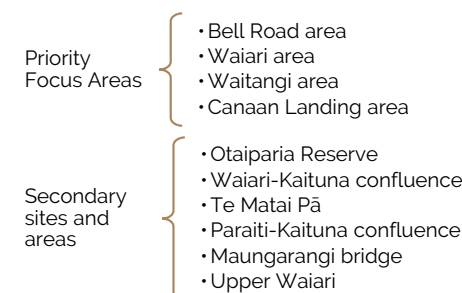 Priority
Focus Areas
• Bell Road area
• Waiari area
• Waitangi area
• Canaan Landing area
Secondary
sites and
areas
• Otaiparia Reserve
• Waiari-Kaituna confluence
• Te Matai Pā
• Paraiti-Kaituna confluence
• Maungarangi bridge
• Upper Waiari